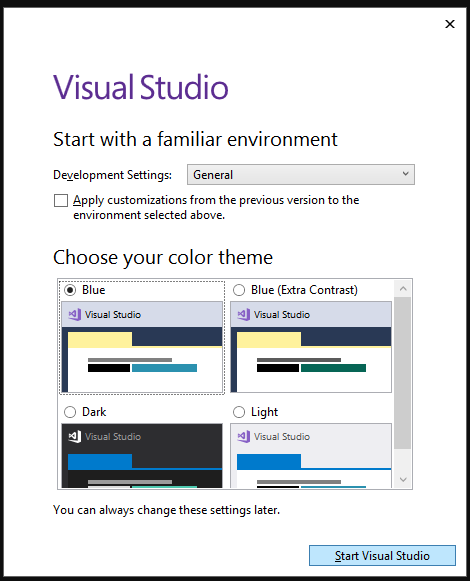 Visual Studio
Start with a familiar environment
Development Settings: General
Apply customizations from the previous version to the
environment selected above.
Choose your color theme
Blue
Blue (Extra Contrast)
Visual Studio
Visual Studio
Dark
Light
Visual Studio
Visual Studio
You can always change these settings later.
Start Visual Studio